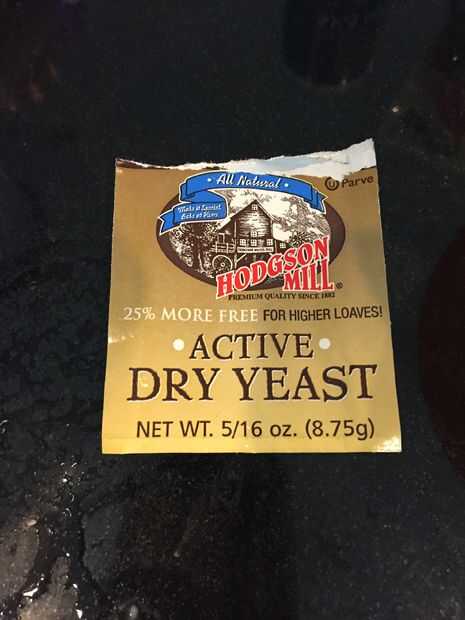 All Natural
Ⓤ Parve
HODGSON
MILL®
PREMIUM QUALITY SINCE 1882
25% MORE FREE FOR HIGHER LOAVES!
• ACTIVE •
DRY YEAST
NET WT. 5/16 oz. (8.75g)